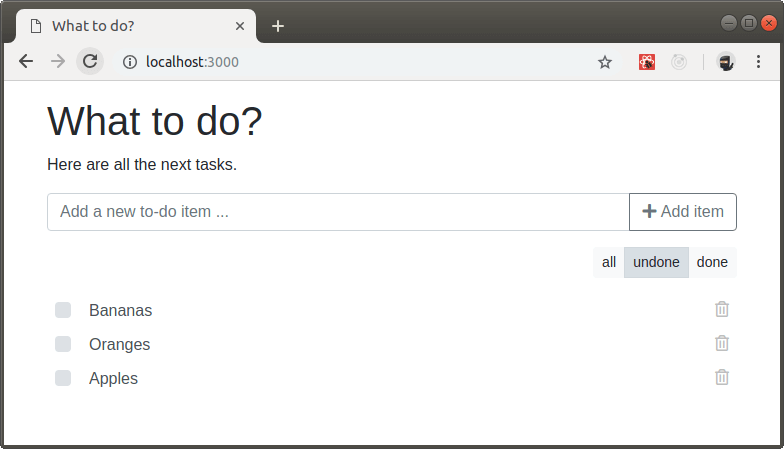 What to do?
localhost:3000
What to do?
Here are all the next tasks.
Add a new to-do item ...
Add item
all undone done
Bananas
Oranges
Apples